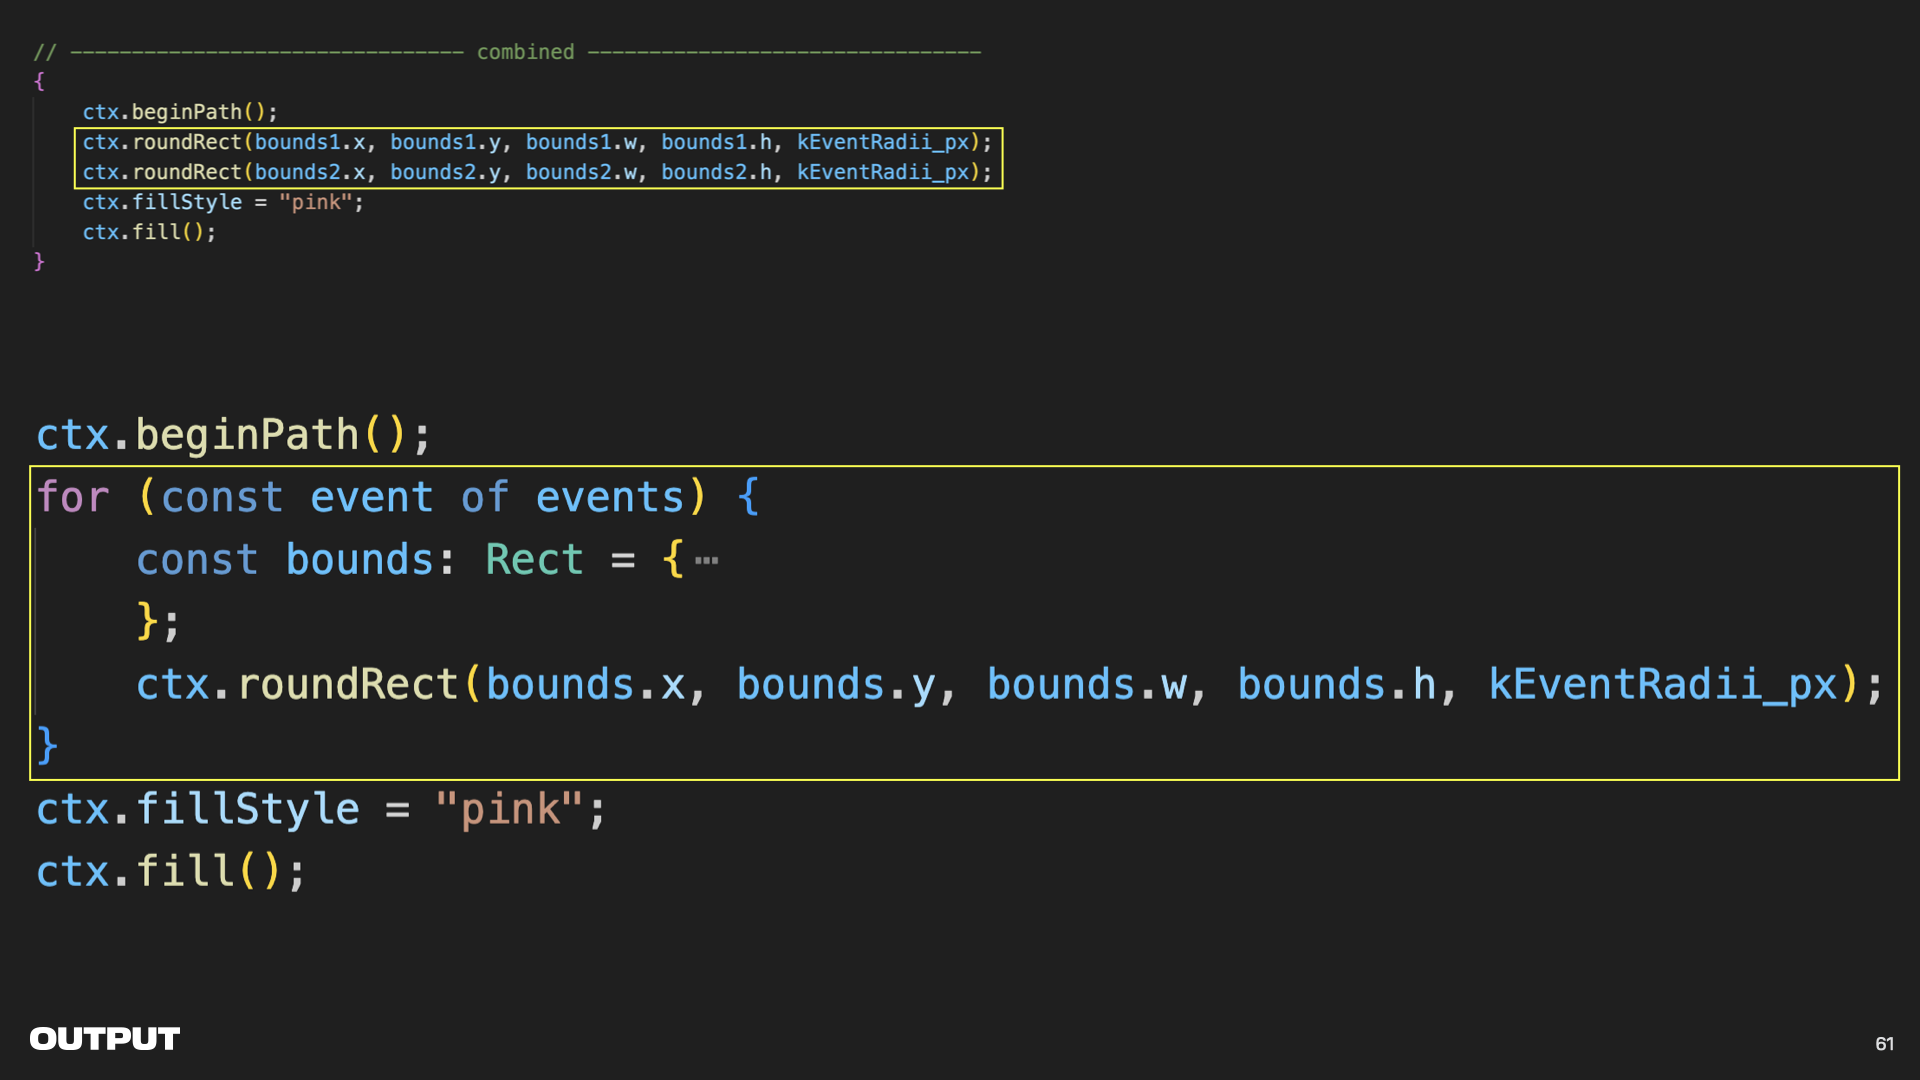 // -------------------------------- combined --------------------------------
{
    ctx.beginPath();
    ctx.roundRect(bounds1.x, bounds1.y, bounds1.w, bounds1.h, kEventRadii_px);
    ctx.roundRect(bounds2.x, bounds2.y, bounds2.w, bounds2.h, kEventRadii_px);
    ctx.fillStyle = "pink";
    ctx.fill();
}
ctx.beginPath();
for (const event of events) {
    const bounds: Rect = {⋯
    };
    ctx.roundRect(bounds.x, bounds.y, bounds.w, bounds.h, kEventRadii_px);
}
ctx.fillStyle = "pink";
ctx.fill();
OUTPUT
61